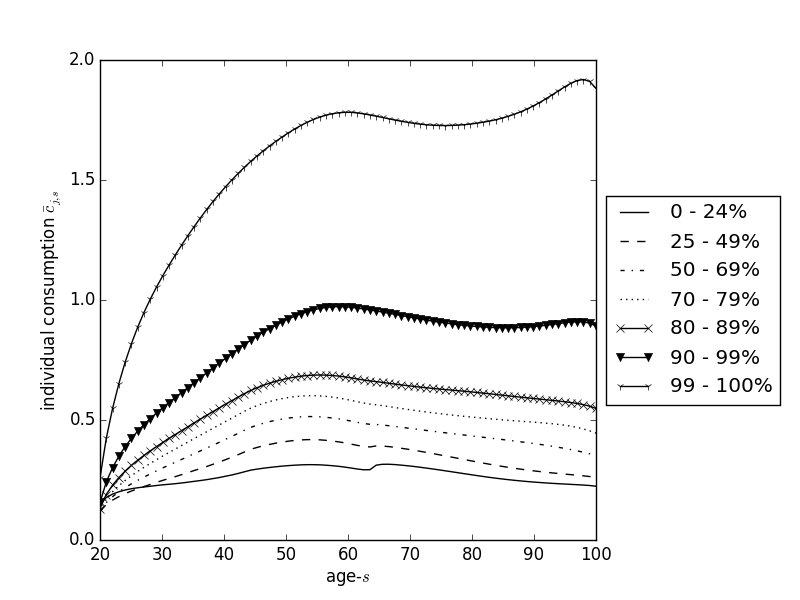 2.0
1.5
1.0
0.5
0.0
individual consumption c̄_{j,s}
20 30 40 50 60 70 80 90 100
age-s
0 - 24%
25 - 49%
50 - 69%
70 - 79%
80 - 89%
90 - 99%
99 - 100%